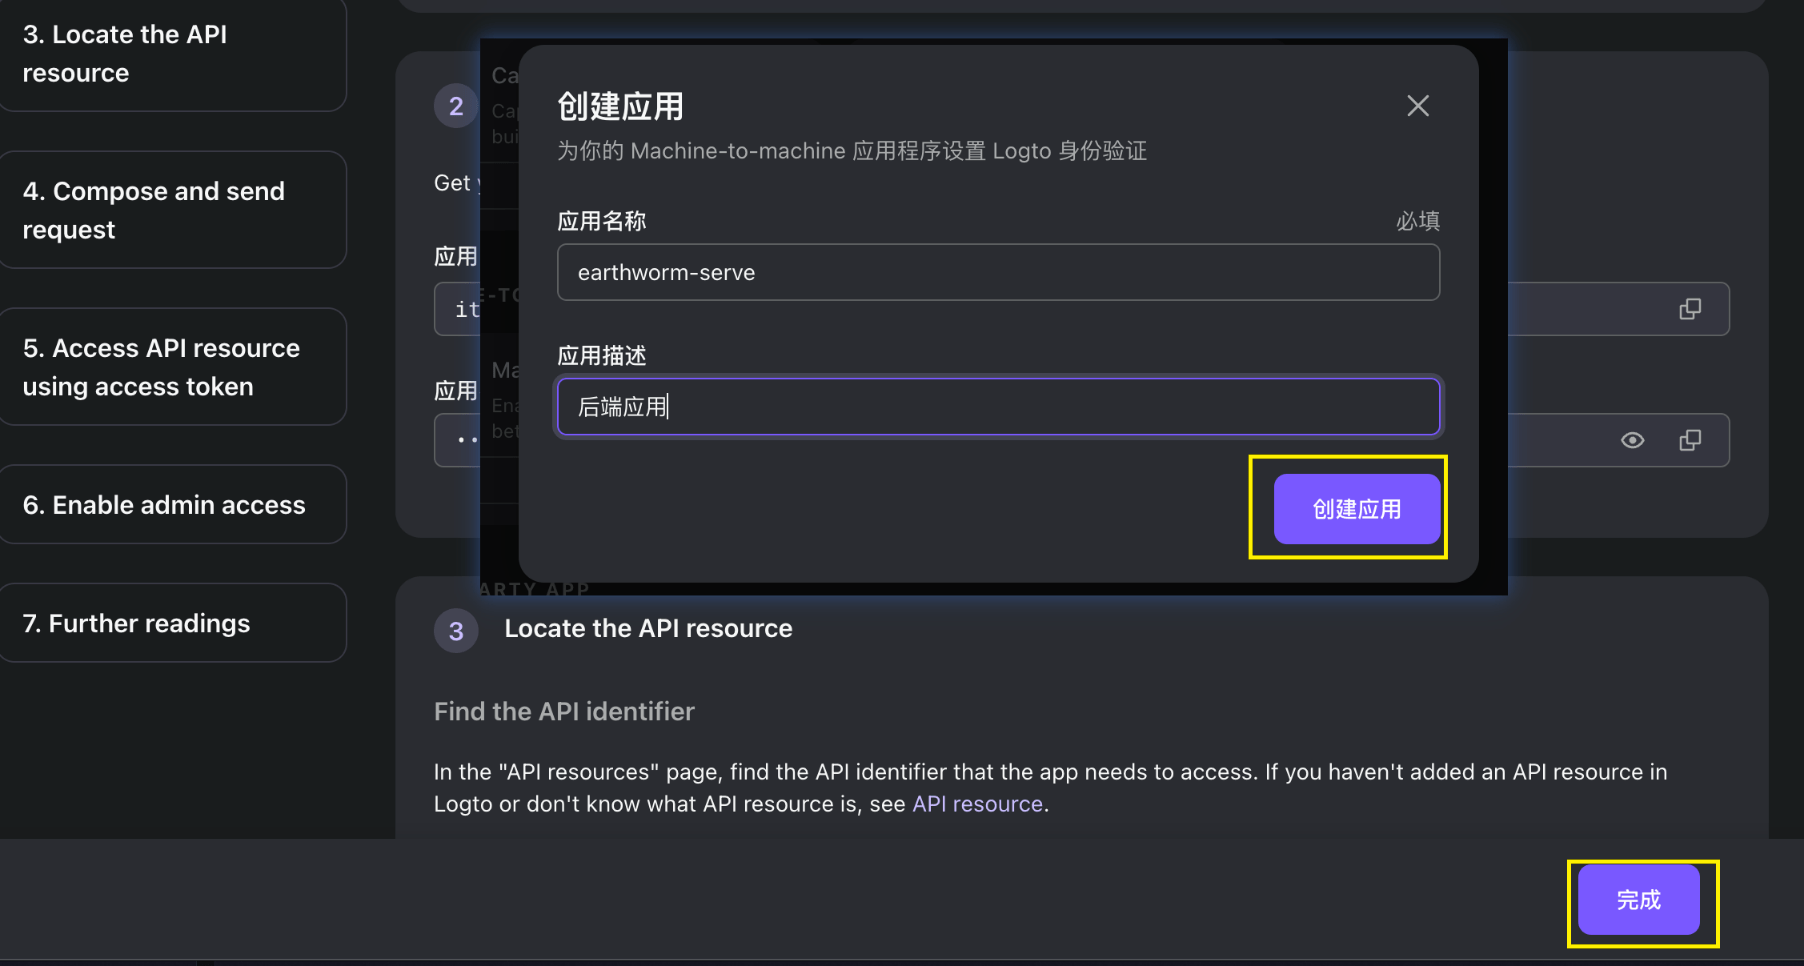 3. Locate the API
resource
4. Compose and send
request
5. Access API resource
using access token
6. Enable admin access
7. Further readings
2
Get
应用
it
应用
••
Ca
Cap
bui
E-TO
Ma
Ena
bet
ARTY APP
创建应用
为你的 Machine-to-machine 应用程序设置 Logto 身份验证
应用名称 必填
earthworm-serve
应用描述
后端应用
创建应用
3 Locate the API resource
Find the API identifier
In the "API resources" page, find the API identifier that the app needs to access. If you haven't added an API resource in
Logto or don't know what API resource is, see API resource.
完成